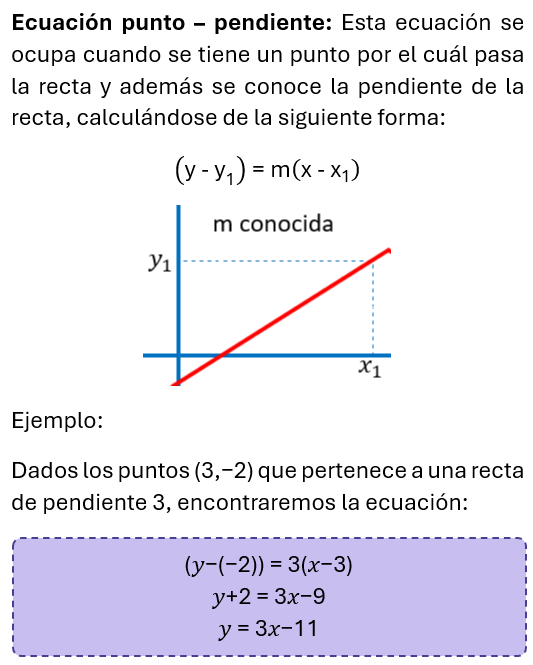 Ecuación punto – pendiente: Esta ecuación se
ocupa cuando se tiene un punto por el cuál pasa
la recta y además se conoce la pendiente de la
recta, calculándose de la siguiente forma:
(y - y₁) = m(x - x₁)
m conocida
y₁
x₁
Ejemplo:
Dados los puntos (3,−2) que pertenece a una recta
de pendiente 3, encontraremos la ecuación:
(y−(−2)) = 3(x−3)
y+2 = 3x−9
y = 3x−11